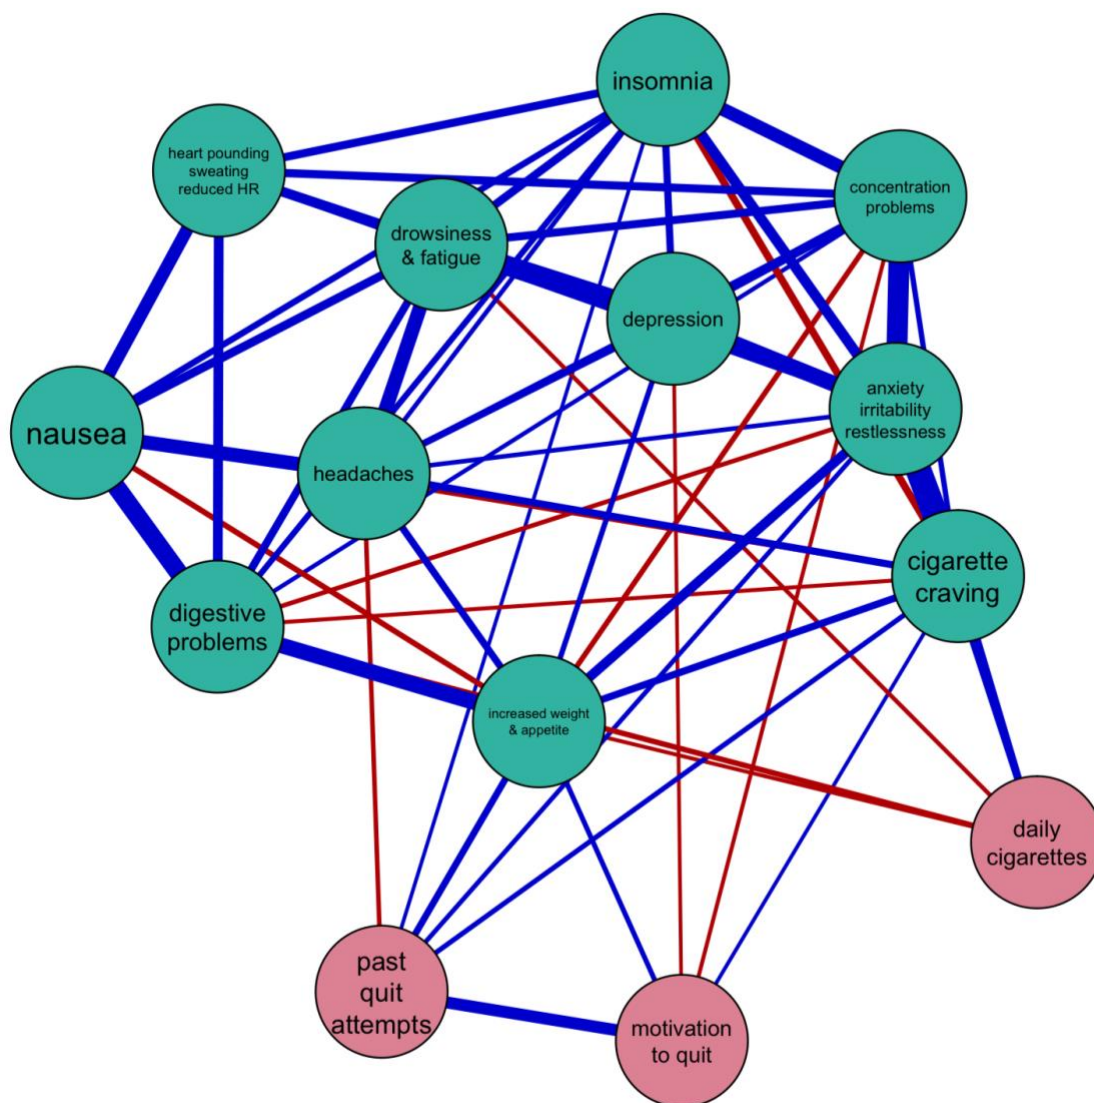 insomnia
heart pounding
sweating
reduced HR
concentration
problems
drowsiness
& fatigue
depression
anxiety
irritability
restlessness
nausea
headaches
cigarette
craving
digestive
problems
increased weight
& appetite
daily
cigarettes
past
quit
attempts
motivation
to quit